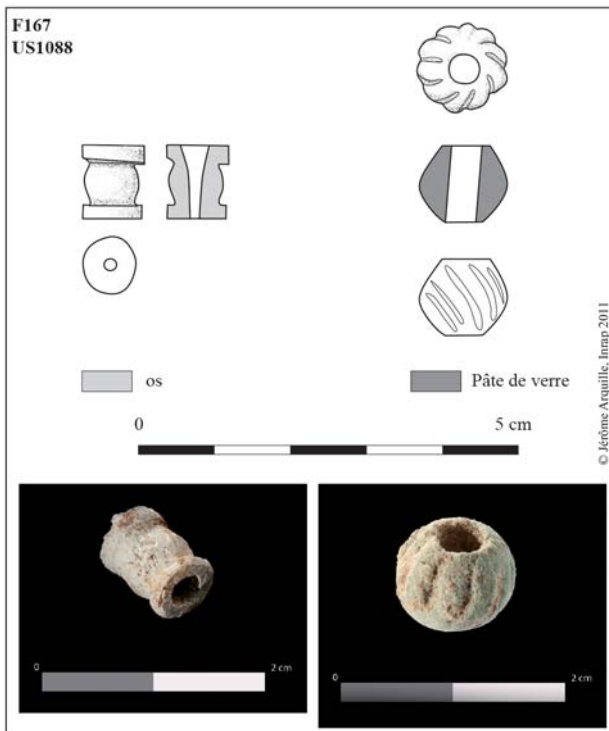 F167
US1088
os
Pâte de verre
0 5 cm
© Jérôme Arquille, Inrap 2011
0 2 cm
0 2 cm